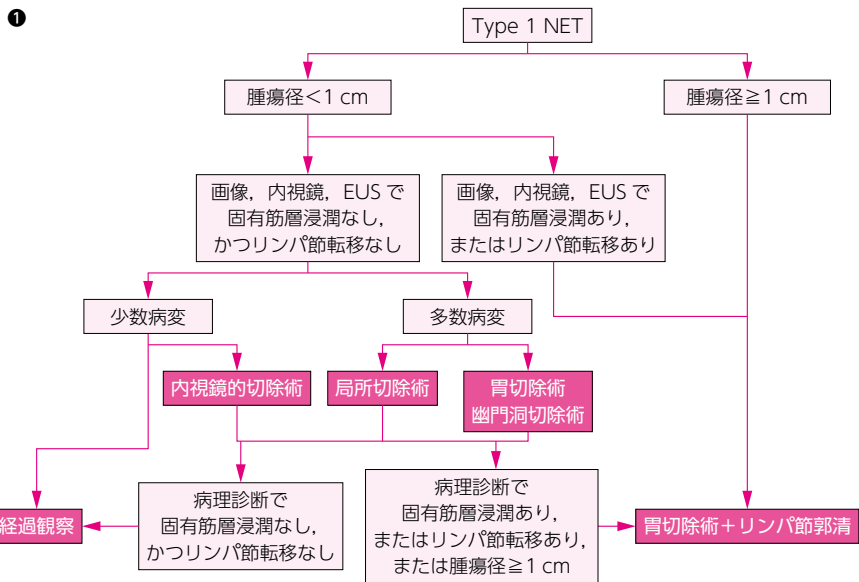 ❶
Type 1 NET
腫瘍径＜1 cm
腫瘍径≧1 cm
画像，内視鏡，EUS で
固有筋層浸潤なし，
かつリンパ節転移なし
画像，内視鏡，EUS で
固有筋層浸潤あり，
またはリンパ節転移あり
少数病変
多数病変
内視鏡的切除術
局所切除術
胃切除術
幽門洞切除術
経過観察
病理診断で
固有筋層浸潤なし，
かつリンパ節転移なし
病理診断で
固有筋層浸潤あり，
またはリンパ節転移あり，
または腫瘍径≧1 cm
胃切除術＋リンパ節郭清